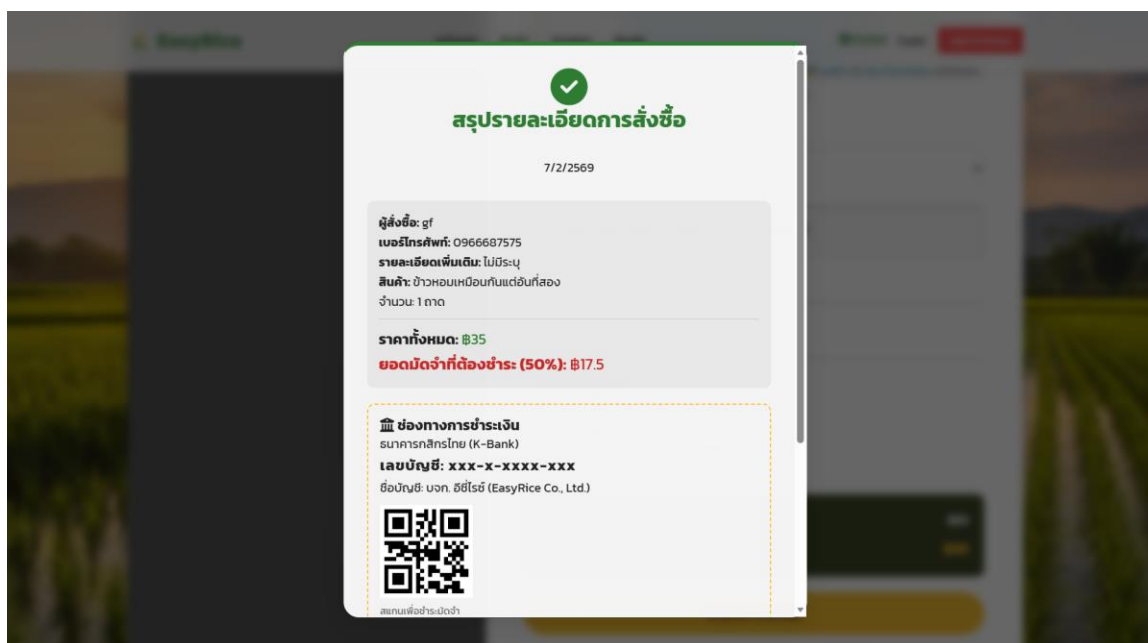 EasyRice
สรุปรายละเอียดการสั่งซื้อ
7/2/2569
ผู้สั่งซื้อ: gf
เบอร์โทรศัพท์: 0966687575
รายละเอียดเพิ่มเติม: ไม่มีระบุ
สินค้า: ข้าวหอมเหมือนกันแต่อันที่สอง
จำนวน: 1 ถาด
ราคาทั้งหมด: ฿35
ยอดมัดจำที่ต้องชำระ (50%): ฿17.5
ช่องทางการชำระเงิน
ธนาคารกสิกรไทย (K-Bank)
เลขบัญชี: xxx-x-xxxx-xxx
ชื่อบัญชี: บจก. อีซี่ไรซ์ (EasyRice Co., Ltd.)
สแกนเพื่อชำระมัดจำ